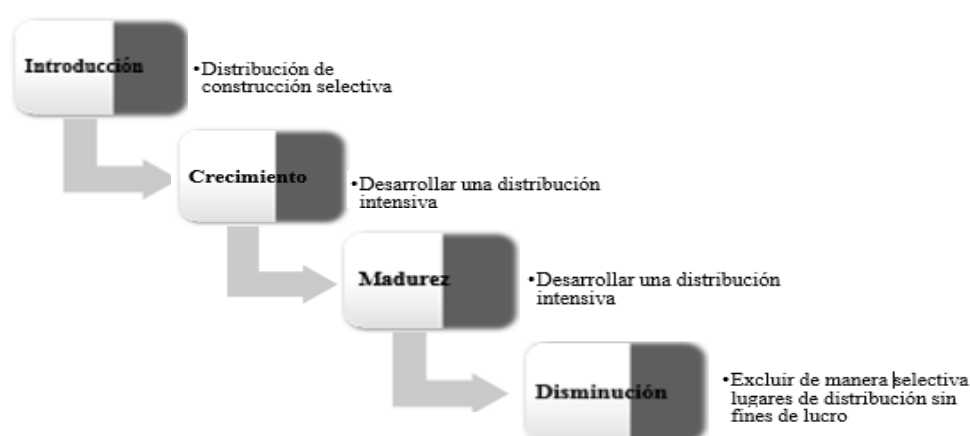 Introducción
•Distribución de
construcción selectiva
Crecimiento
•Desarrollar una distribución
intensiva
Madurez
•Desarrollar una distribución
intensiva
Disminución
•Excluir de manera selectiva
lugares de distribución sin
fines de lucro